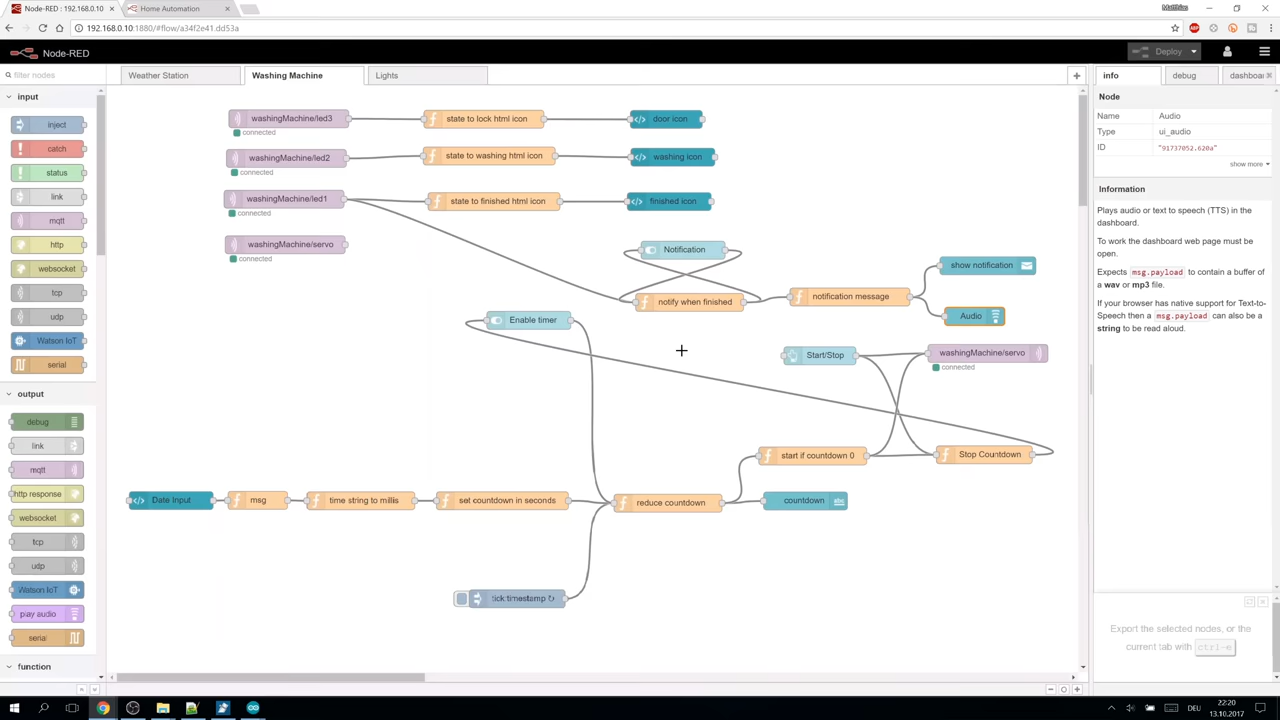 Node-RED: 192.168.0.10
Home Automation
Matthias
192.168.0.10:1880/#flow/a34f2e41.dd53a
Node-RED
Deploy
filter nodes
Weather Station
Washing Machine
Lights
+
info
debug
dashboar
input
inject
catch
status
link
mqtt
http
websocket
tcp
udp
Watson IoT
serial
output
debug
link
mqtt
http response
websocket
tcp
udp
Watson IoT
play audio
serial
function
washingMachine/led3
connected
state to lock html icon
door icon
washingMachine/led2
connected
state to washing html icon
washing icon
washingMachine/led1
connected
state to finished html icon
finished icon
washingMachine/servo
connected
Notification
notify when finished
notification message
show notification
Audio
Enable timer
Start/Stop
washingMachine/servo
connected
start if countdown 0
Stop Countdown
Date Input
msg
time string to millis
set countdown in seconds
reduce countdown
countdown
abc
tick:timestamp ↻
Node
Name Audio
Type ui_audio
ID "91737052.620a"
show more
Information
Plays audio or text to speech (TTS) in the
dashboard.
To work the dashboard web page must be
open.
Expects msg.payload to contain a buffer of
a wav or mp3 file.
If your browser has native support for Text-to-
Speech then a msg.payload can also be a
string to be read aloud.
Export the selected nodes, or the
current tab with ctrl-e
DEU
22:20
13.10.2017